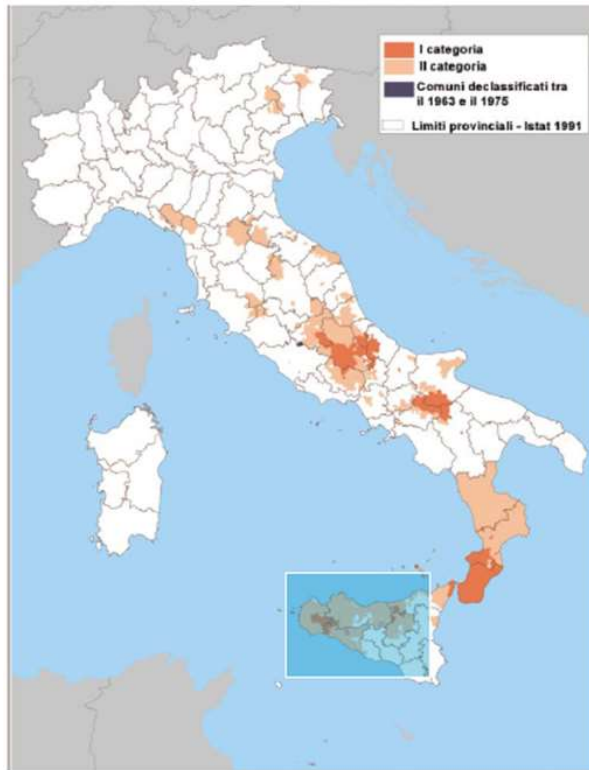 I categoria
II categoria
Comuni declassificati tra
il 1963 e il 1975
Limiti provinciali - Istat 1991